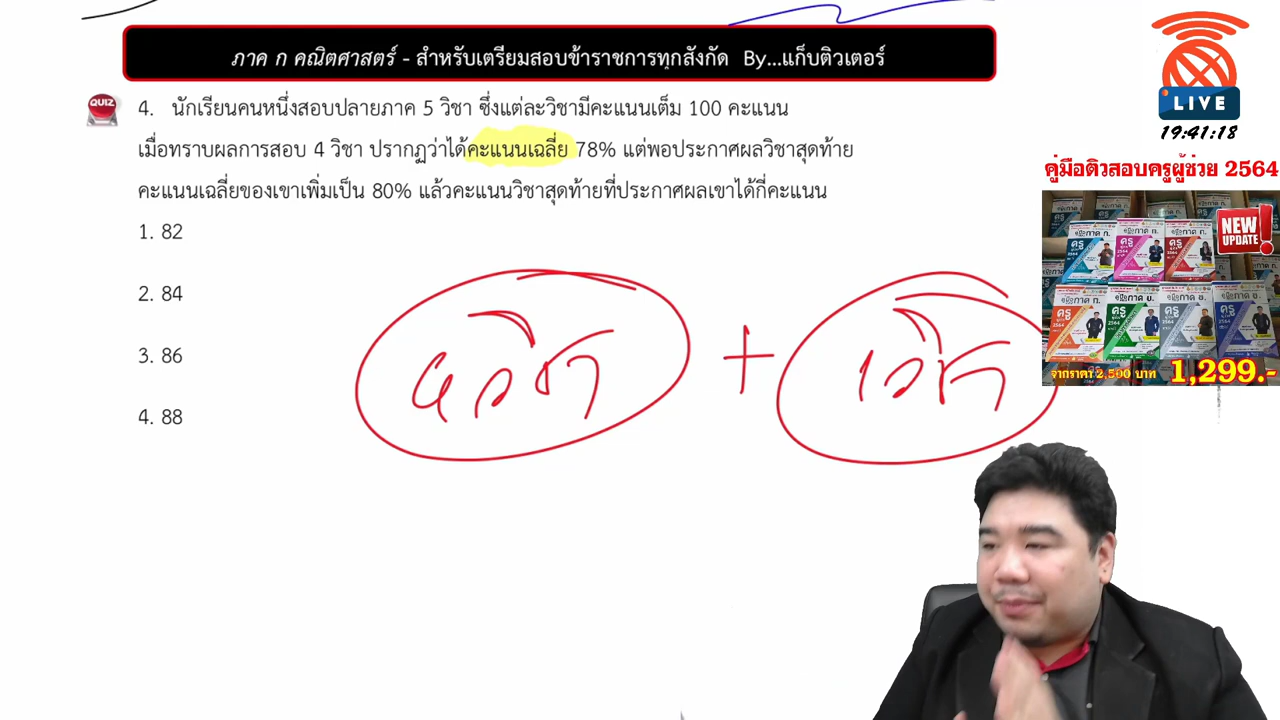 ภาค ก คณิตศาสตร์ - สำหรับเตรียมสอบข้าราชการทุกสังกัด By...แก็บติวเตอร์
QUIZ
4. นักเรียนคนหนึ่งสอบปลายภาค 5 วิชา ซึ่งแต่ละวิชามีคะแนนเต็ม 100 คะแนน
เมื่อทราบผลการสอบ 4 วิชา ปรากฏว่าได้คะแนนเฉลี่ย 78% แต่พอประกาศผลวิชาสุดท้าย
คะแนนเฉลี่ยของเขาเพิ่มเป็น 80% แล้วคะแนนวิชาสุดท้ายที่ประกาศผลเขาได้กี่คะแนน
1. 82
2. 84
3. 86
4. 88
4 วิชา + 1 วิชา
LIVE
19:41:18
คู่มือติวสอบครูผู้ช่วย 2564
NEW
UPDATE!
จากราคา 2,500 บาท 1,299.-